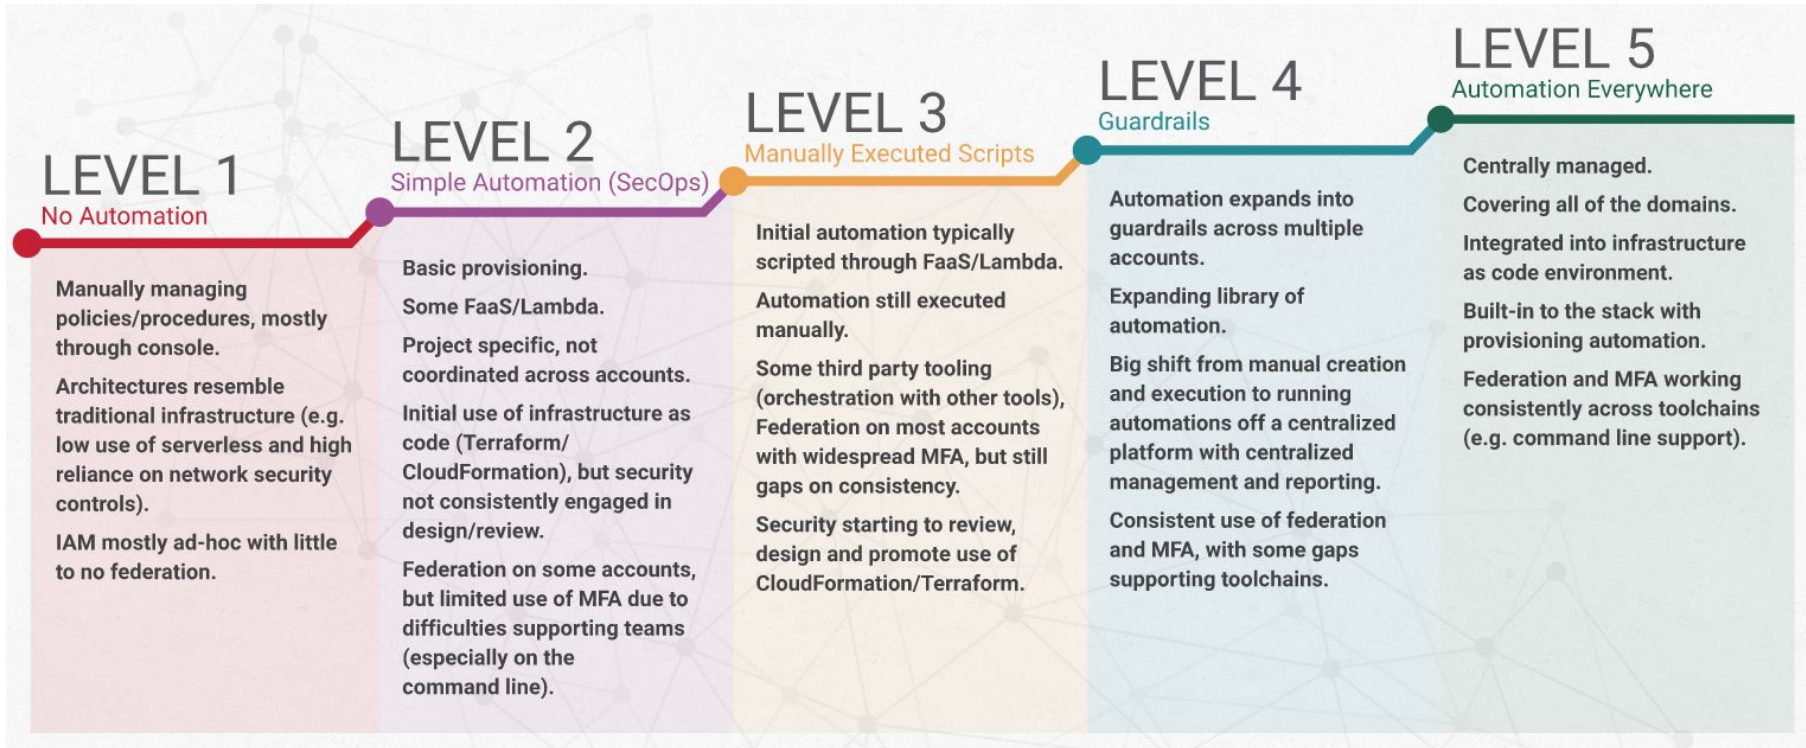 LEVEL 1
No Automation
Manually managing
policies/procedures, mostly
through console.
Architectures resemble
traditional infrastructure (e.g.
low use of serverless and high
reliance on network security
controls).
IAM mostly ad-hoc with little
to no federation.
LEVEL 2
Simple Automation (SecOps)
Basic provisioning.
Some FaaS/Lambda.
Project specific, not
coordinated across accounts.
Initial use of infrastructure as
code (Terraform/
CloudFormation), but security
not consistently engaged in
design/review.
Federation on some accounts,
but limited use of MFA due to
difficulties supporting teams
(especially on the
command line).
LEVEL 3
Manually Executed Scripts
Initial automation typically
scripted through FaaS/Lambda.
Automation still executed
manually.
Some third party tooling
(orchestration with other tools),
Federation on most accounts
with widespread MFA, but still
gaps on consistency.
Security starting to review,
design and promote use of
CloudFormation/Terraform.
LEVEL 4
Guardrails
Automation expands into
guardrails across multiple
accounts.
Expanding library of
automation.
Big shift from manual creation
and execution to running
automations off a centralized
platform with centralized
management and reporting.
Consistent use of federation
and MFA, with some gaps
supporting toolchains.
LEVEL 5
Automation Everywhere
Centrally managed.
Covering all of the domains.
Integrated into infrastructure
as code environment.
Built-in to the stack with
provisioning automation.
Federation and MFA working
consistently across toolchains
(e.g. command line support).